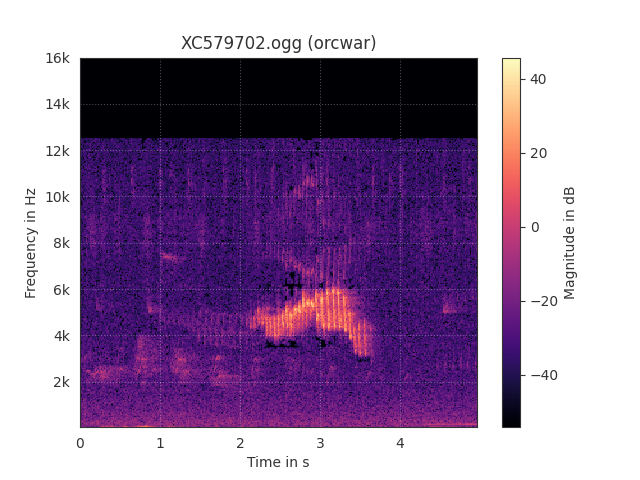 XC579702.ogg (orcwar)
16k
14k
12k
10k
8k
6k
4k
2k
Frequency in Hz
0 1 2 3 4
Time in s
40
20
0
−20
−40
Magnitude in dB